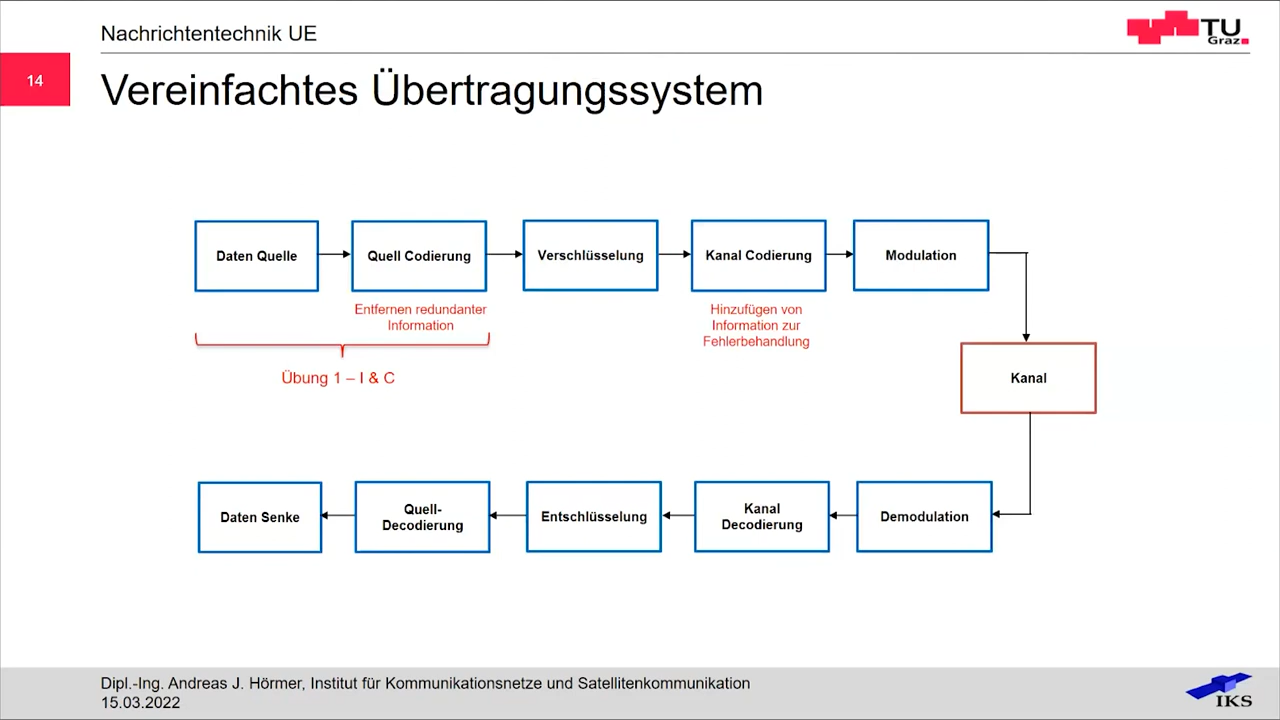 Nachrichtentechnik UE
TU
Graz
14
Vereinfachtes Übertragungssystem
Daten Quelle
Quell Codierung
Verschlüsselung
Kanal Codierung
Modulation
Entfernen redundanter
Information
Hinzufügen von
Information zur
Fehlerbehandlung
Übung 1 – I & C
Kanal
Daten Senke
Quell-
Decodierung
Entschlüsselung
Kanal
Decodierung
Demodulation
Dipl.-Ing. Andreas J. Hörmer, Institut für Kommunikationsnetze und Satellitenkommunikation
15.03.2022
IKS